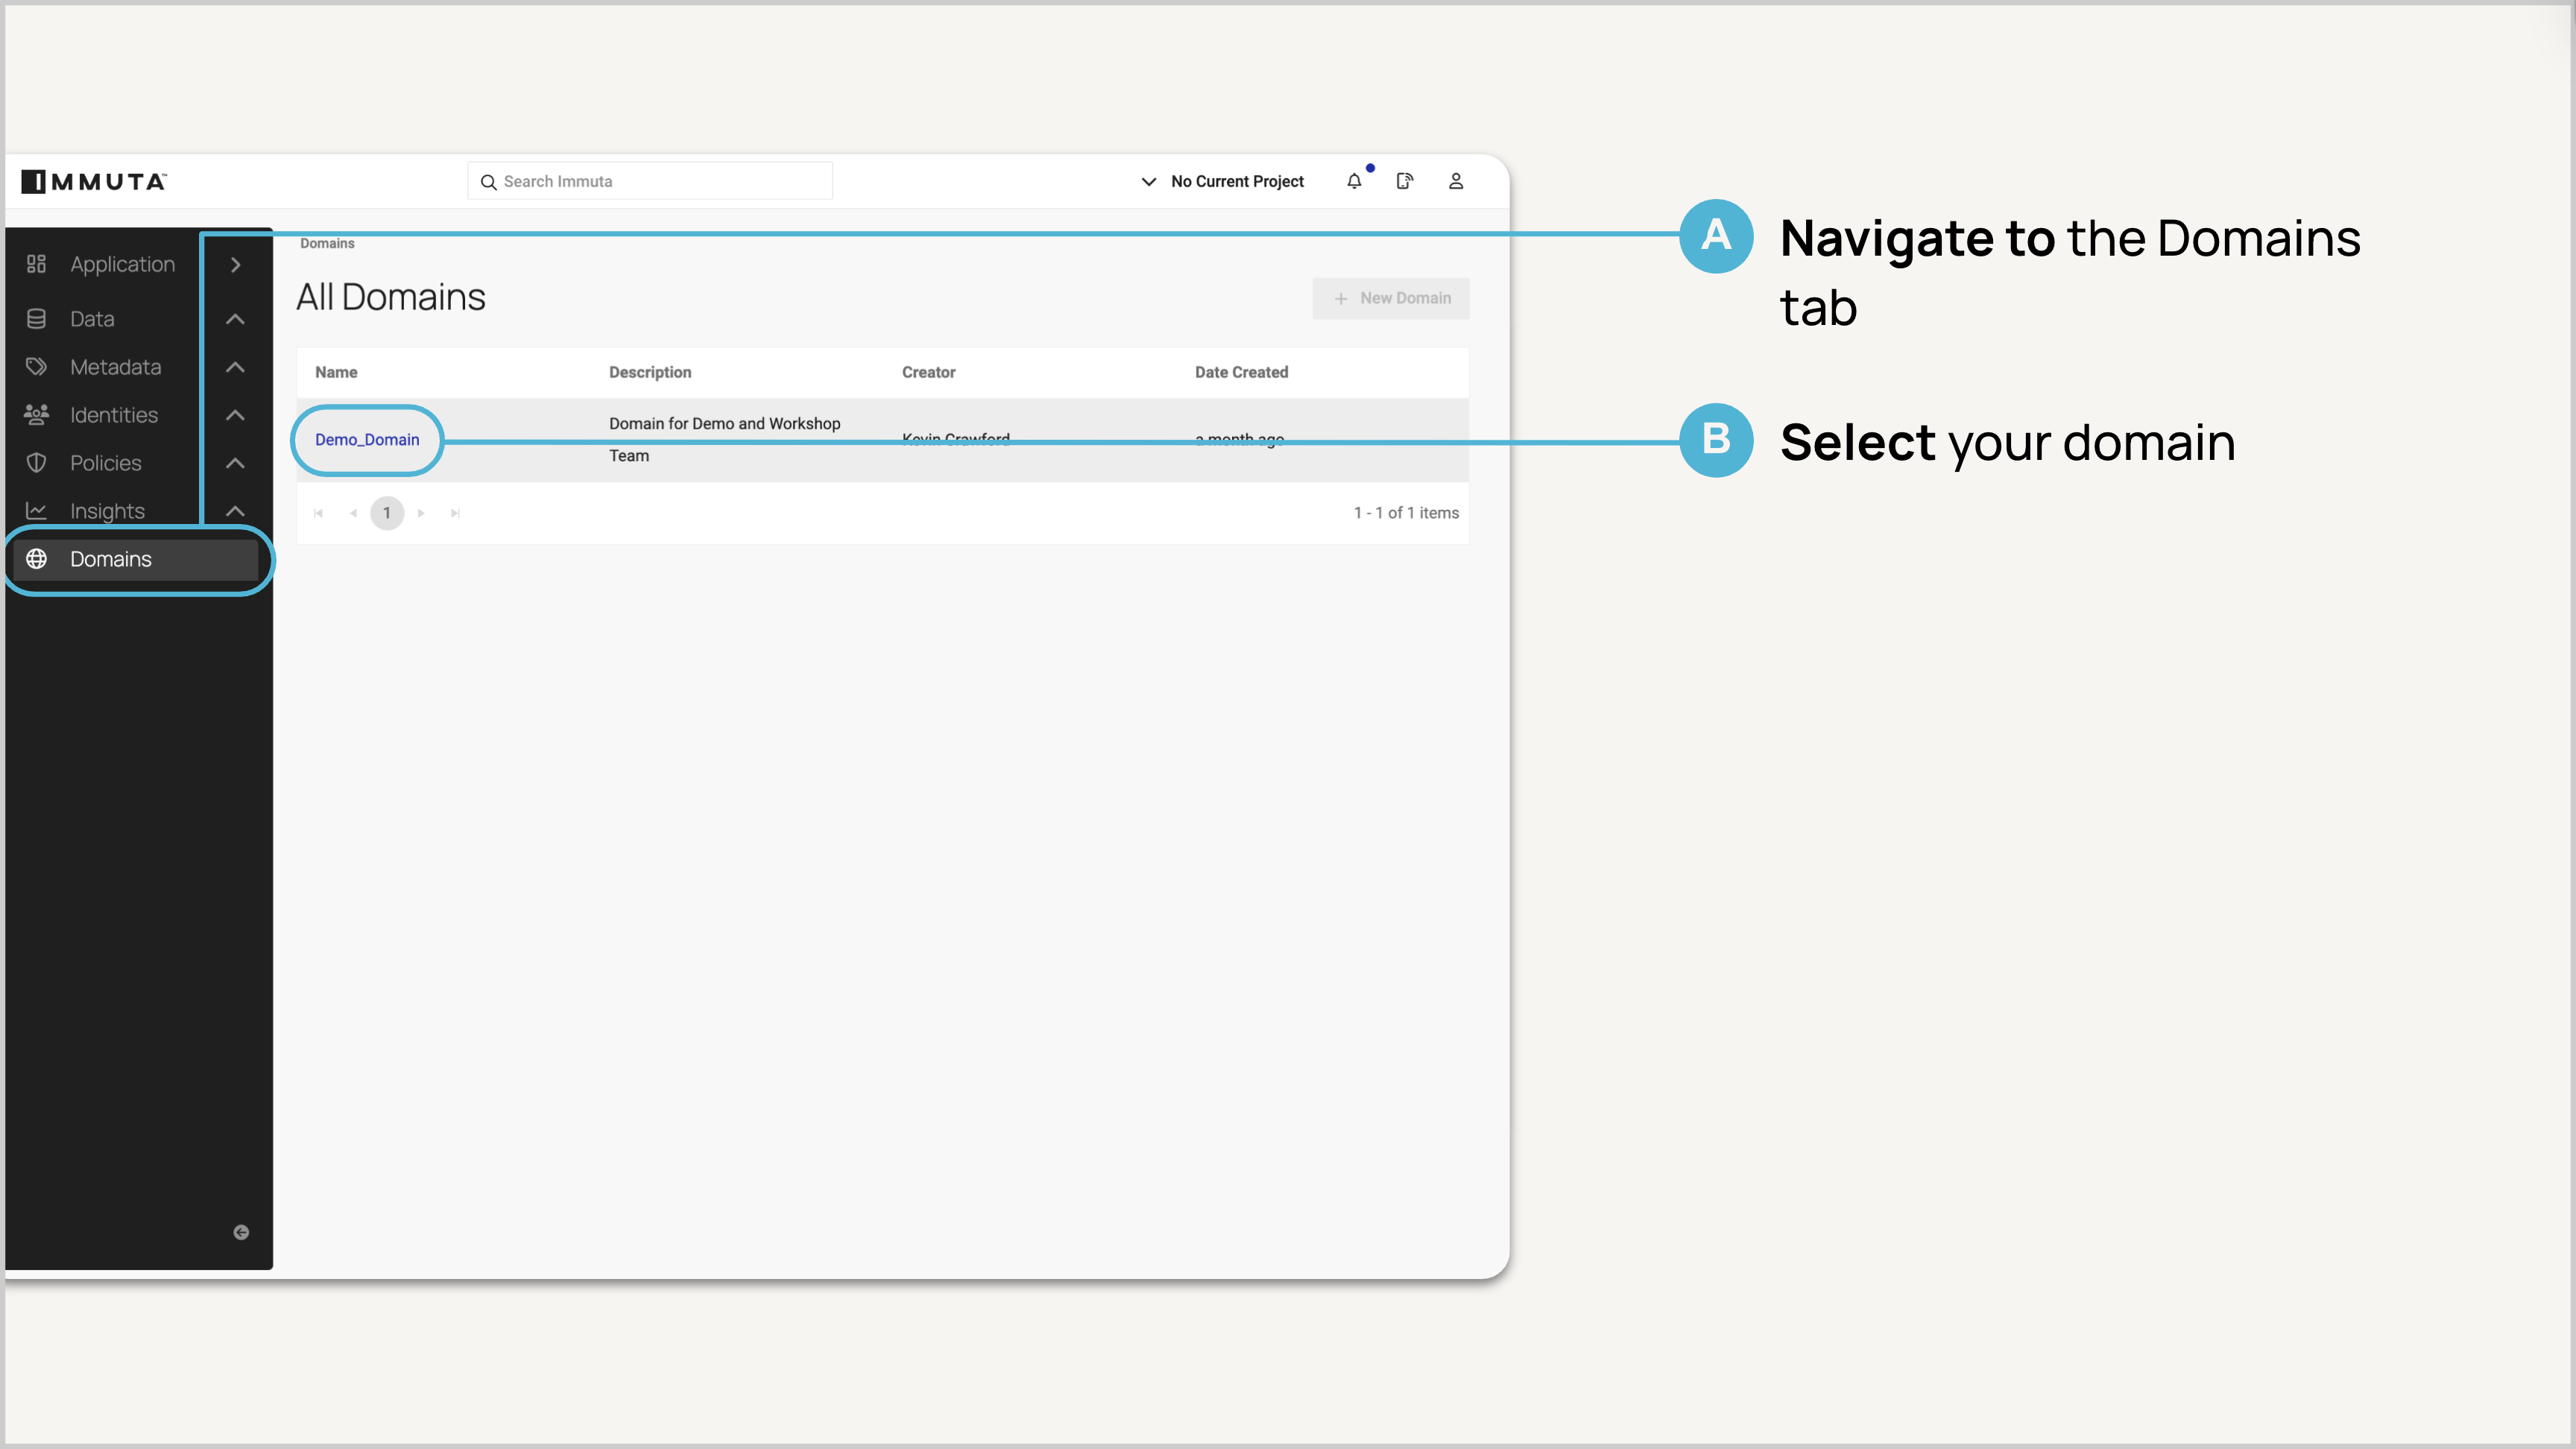 IMMUTA™
Search Immuta
No Current Project
Application
Data
Metadata
Identities
Policies
Insights
Domains
Domains
All Domains
+ New Domain
Name Description Creator Date Created
Demo_Domain
Domain for Demo and Workshop
Team
Kevin Crawford
a month ago
1
1 - 1 of 1 items
A
Navigate to the Domains
tab
B
Select your domain